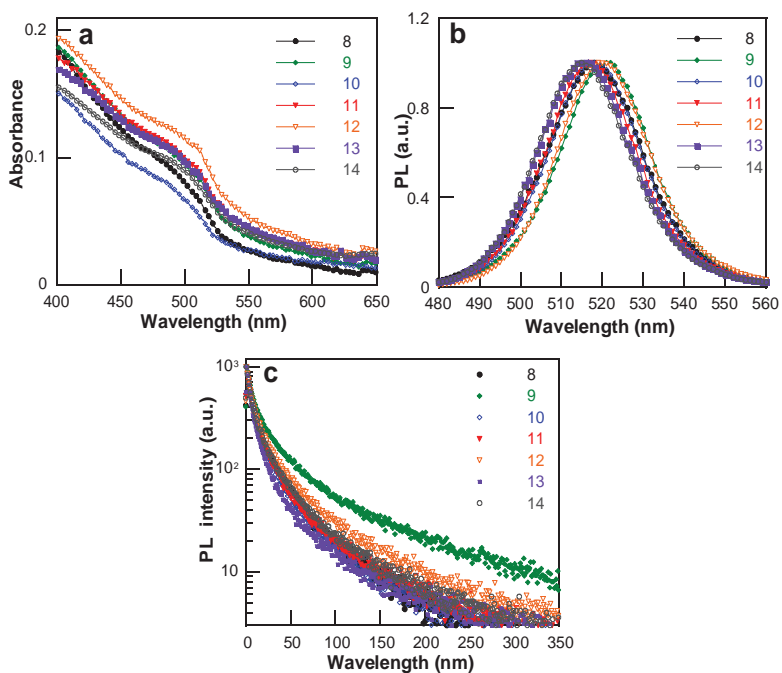 a
0.2
0.1
0
Absorbance
8
9
10
11
12
13
14
400 450 500 550 600 650
Wavelength (nm)
b
1.2
0.8
0.4
0
PL (a.u.)
8
9
10
11
12
13
14
480 490 500 510 520 530 540 550 560
Wavelength (nm)
c
10³
10²
10
PL intensity (a.u.)
8
9
10
11
12
13
14
0 50 100 150 200 250 300 350
Wavelength (nm)